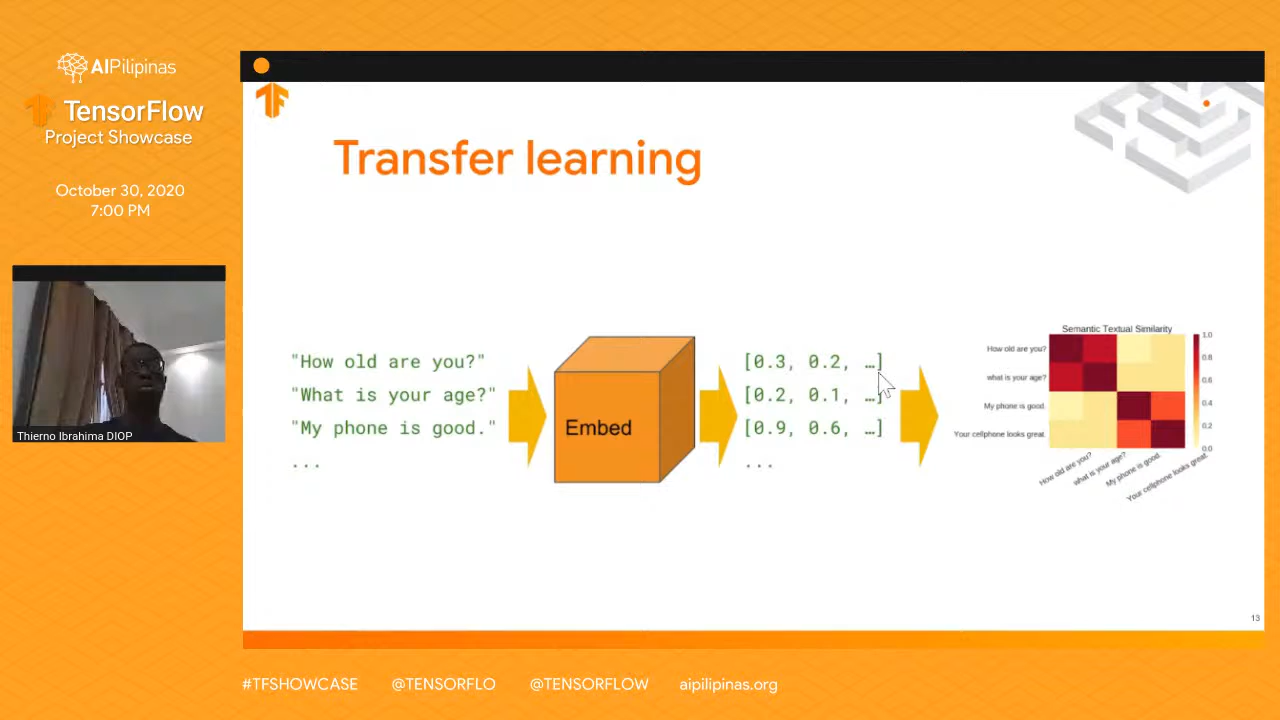 AIPilipinas
TensorFlow
Project Showcase
October 30, 2020
7:00 PM
Thierno Ibrahima DIOP
Transfer learning
"How old are you?"
"What is your age?"
"My phone is good."
...
Embed
[0.3, 0.2, …]
[0.2, 0.1, …]
[0.9, 0.6, …]
...
Semantic Textual Similarity
How old are you?
what is your age?
My phone is good.
Your cellphone looks great.
How old are you?
what is your age?
My phone is good.
Your cellphone looks great.
1.0
0.8
0.6
0.4
0.2
0.0
13
#TFSHOWCASE @TENSORFLO @TENSORFLOW aipilipinas.org